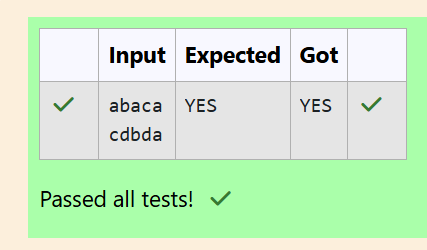 Input Expected Got
abaca YES YES
cdbda
Passed all tests!